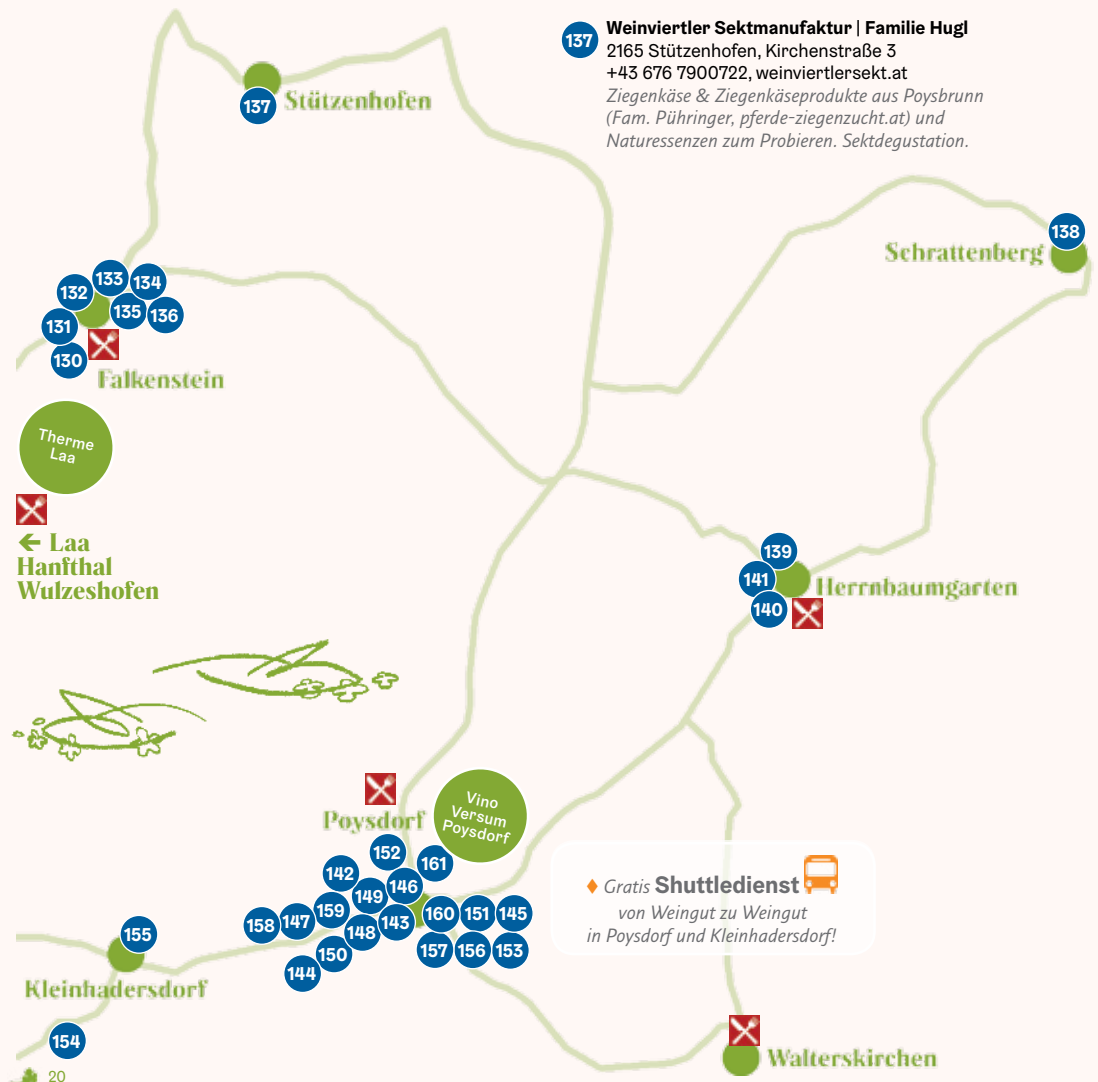 137
Weinviertler Sektmanufaktur | Familie Hugl
2165 Stützenhofen, Kirchenstraße 3
+43 676 7900722, weinviertlersekt.at
Ziegenkäse & Ziegenkäseprodukte aus Poysbrunn
(Fam. Pühringer, pferde-ziegenzucht.at) und
Naturessenzen zum Probieren. Sektdegustation.
137
Stützenhofen
138
Schrattenberg
133
134
132
135
136
131
130
Falkenstein
Therme
Laa
← Laa
Hanfthal
Wulzeshofen
139
141
140
Herrnbaumgarten
Vino
Versum
Poysdorf
Poysdorf
152
161
142
146
149
159
160
151
145
158
147
143
148
157
156
153
150
144
♦ Gratis Shuttledienst
von Weingut zu Weingut
in Poysdorf und Kleinhadersdorf!
155
Kleinhadersdorf
154
Walterskirchen
20